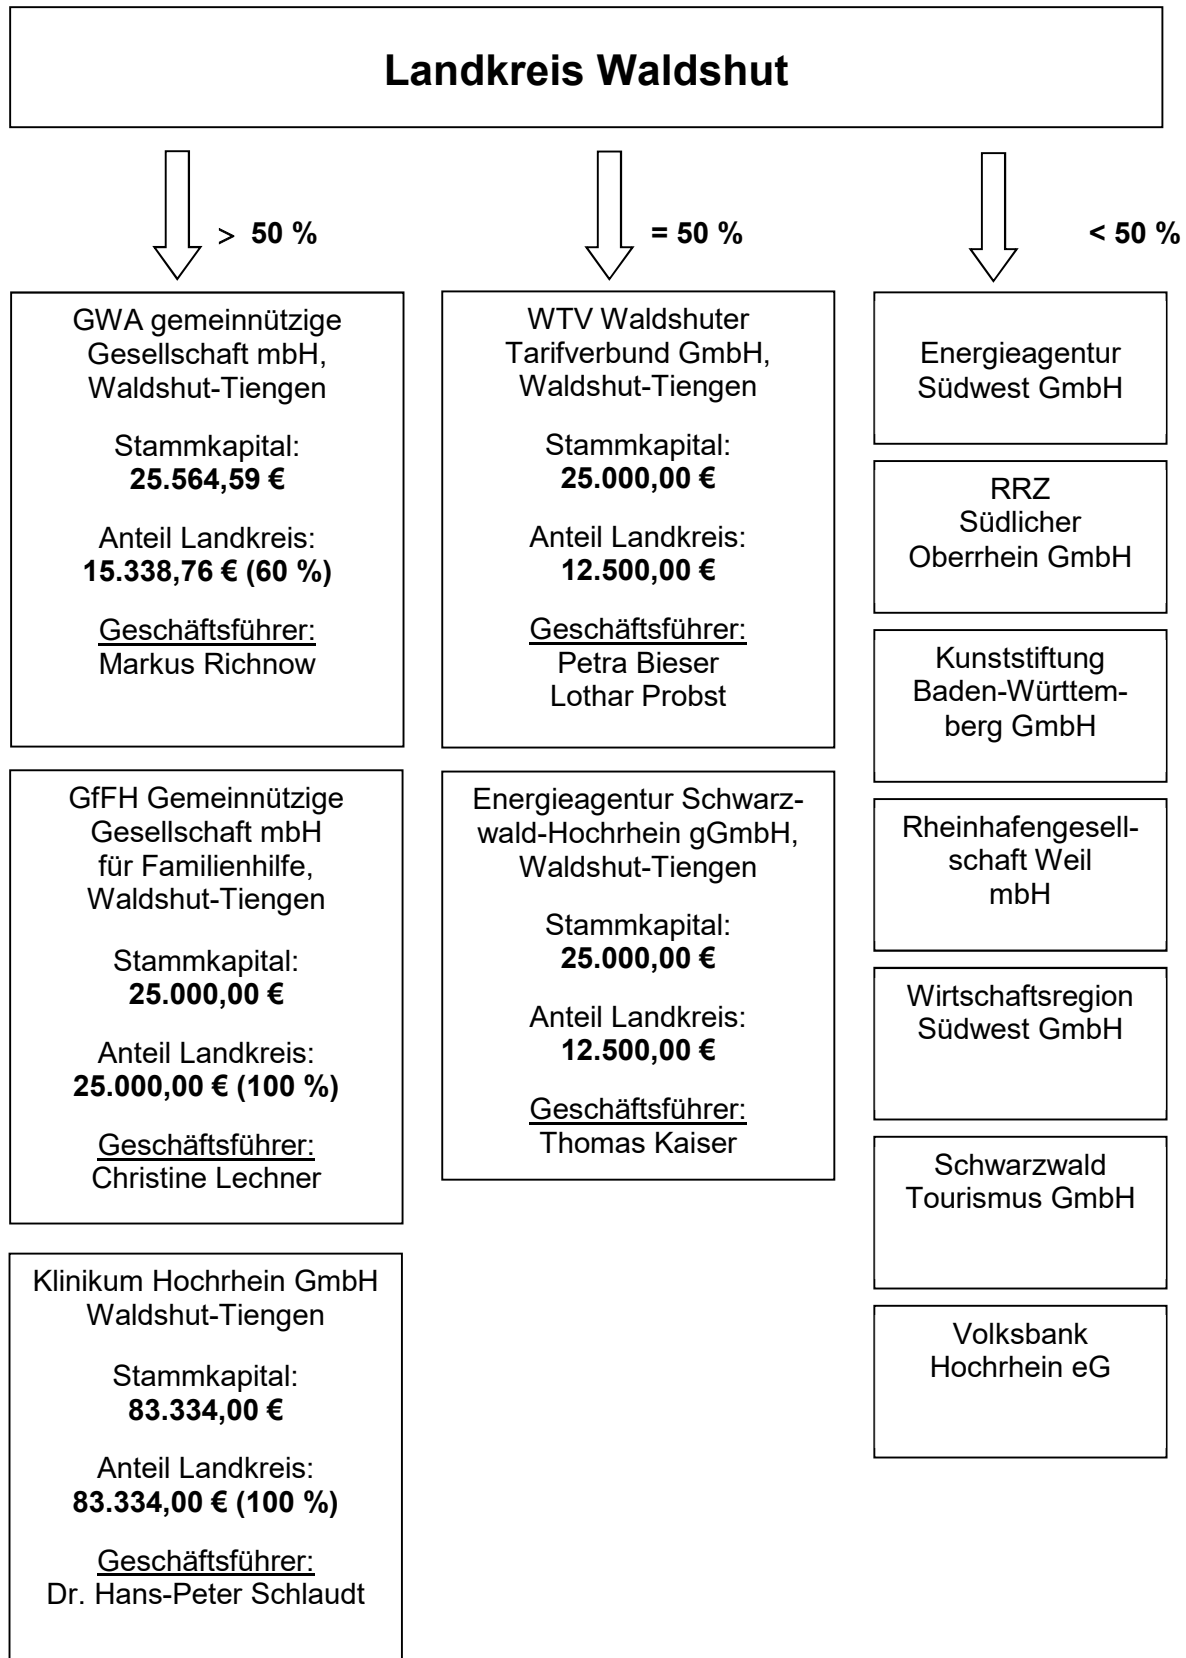 Landkreis Waldshut
> 50 %
= 50 %
< 50 %
GWA gemeinnützige
Gesellschaft mbH,
Waldshut-Tiengen
Stammkapital:
25.564,59 €
Anteil Landkreis:
15.338,76 € (60 %)
Geschäftsführer:
Markus Richnow
GfFH Gemeinnützige
Gesellschaft mbH
für Familienhilfe,
Waldshut-Tiengen
Stammkapital:
25.000,00 €
Anteil Landkreis:
25.000,00 € (100 %)
Geschäftsführer:
Christine Lechner
Klinikum Hochrhein GmbH
Waldshut-Tiengen
Stammkapital:
83.334,00 €
Anteil Landkreis:
83.334,00 € (100 %)
Geschäftsführer:
Dr. Hans-Peter Schlaudt
WTV Waldshuter
Tarifverbund GmbH,
Waldshut-Tiengen
Stammkapital:
25.000,00 €
Anteil Landkreis:
12.500,00 €
Geschäftsführer:
Petra Bieser
Lothar Probst
Energieagentur Schwarz-
wald-Hochrhein gGmbH,
Waldshut-Tiengen
Stammkapital:
25.000,00 €
Anteil Landkreis:
12.500,00 €
Geschäftsführer:
Thomas Kaiser
Energieagentur
Südwest GmbH
RRZ
Südlicher
Oberrhein GmbH
Kunststiftung
Baden-Württem-
berg GmbH
Rheinhafengesell-
schaft Weil
mbH
Wirtschaftsregion
Südwest GmbH
Schwarzwald
Tourismus GmbH
Volksbank
Hochrhein eG